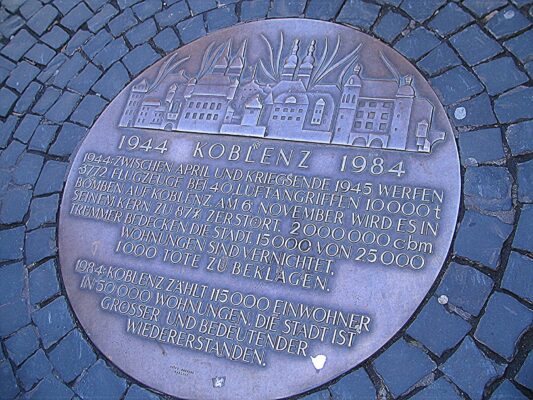 1944 KOBLENZ 1984
1944: ZWISCHEN APRIL UND KRIEGSENDE 1945 WERFEN
3772 FLUGZEUGE BEI 40 LUFTANGRIFFEN 10000 t
BOMBEN AUF KOBLENZ. AM 6. NOVEMBER WIRD ES IN
SEINEM KERN ZU 87% ZERSTÖRT. 2000000 cbm
TRÜMMER BEDECKEN DIE STADT, 15000 VON 25000
WOHNUNGEN SIND VERNICHTET,
1000 TOTE ZU BEKLAGEN.
1984: KOBLENZ ZÄHLT 115000 EINWOHNER
IN 50000 WOHNUNGEN. DIE STADT IST
GRÖSSER UND BEDEUTENDER
WIEDERERSTANDEN.